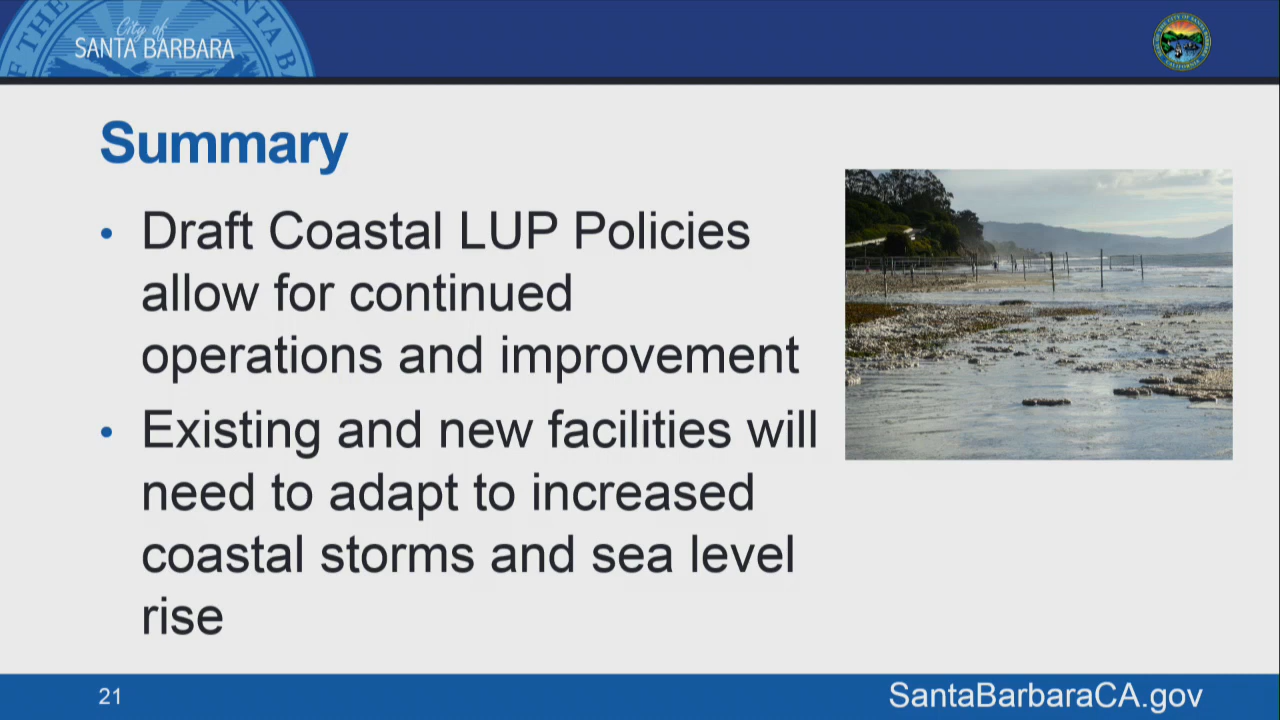 City of
SANTA BARBARA
Summary
• Draft Coastal LUP Policies
allow for continued
operations and improvement
• Existing and new facilities will
need to adapt to increased
coastal storms and sea level
rise
21
SantaBarbaraCA.gov